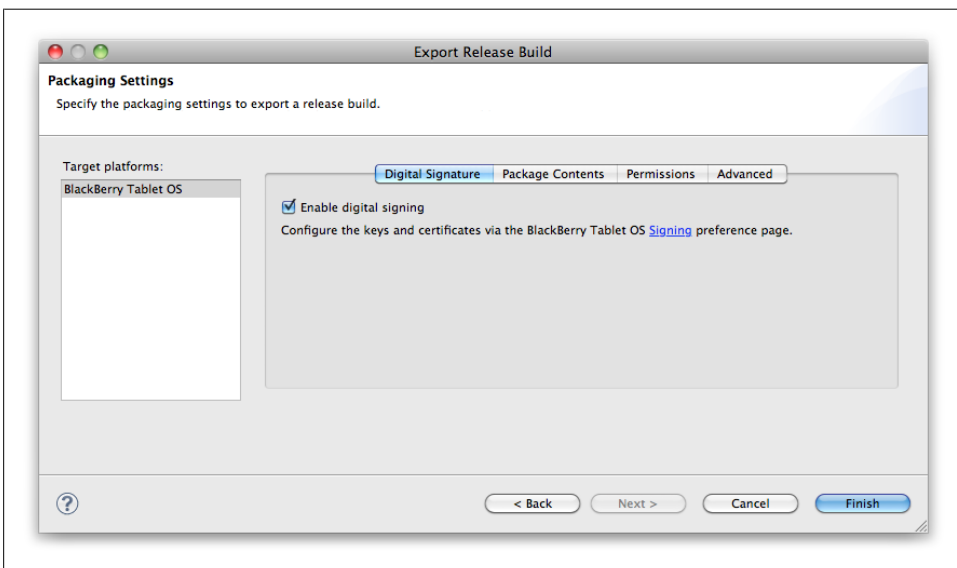 Export Release Build
Packaging Settings
Specify the packaging settings to export a release build.
Target platforms:
BlackBerry Tablet OS
Digital Signature Package Contents Permissions Advanced
Enable digital signing
Configure the keys and certificates via the BlackBerry Tablet OS Signing preference page.
?
< Back Next > Cancel Finish